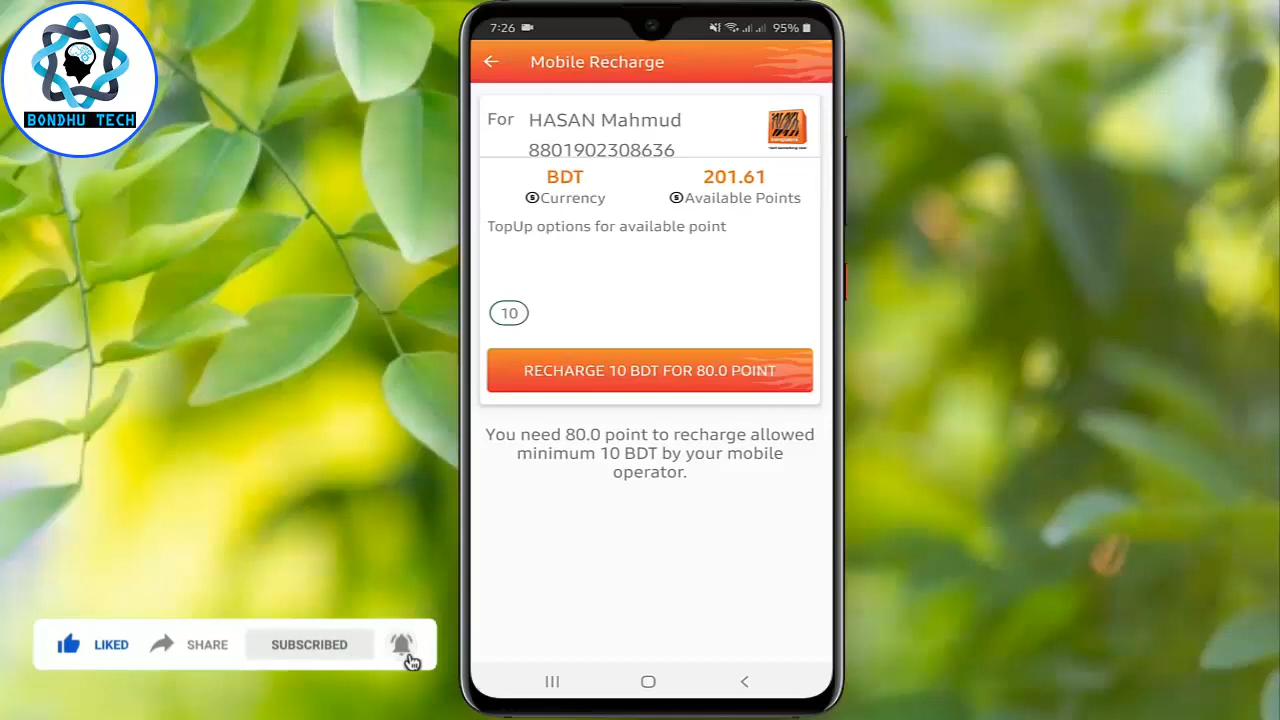 BONDHU TECH
7:26
95%
Mobile Recharge
For HASAN Mahmud
8801902308636
BDT 201.61
Currency Available Points
TopUp options for available point
10
RECHARGE 10 BDT FOR 80.0 POINT
You need 80.0 point to recharge allowed
minimum 10 BDT by your mobile
operator.
LIKED SHARE SUBSCRIBED